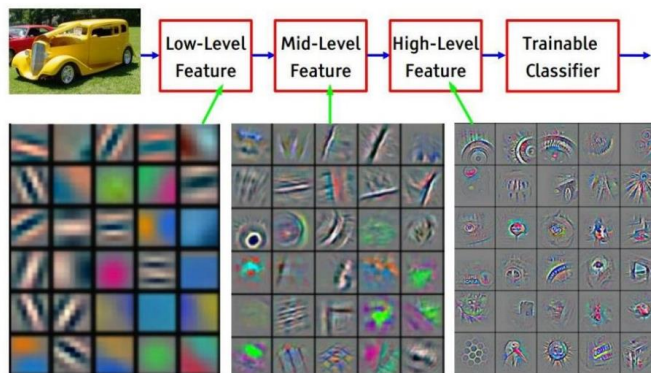 Low-Level
Feature
Mid-Level
Feature
High-Level
Feature
Trainable
Classifier